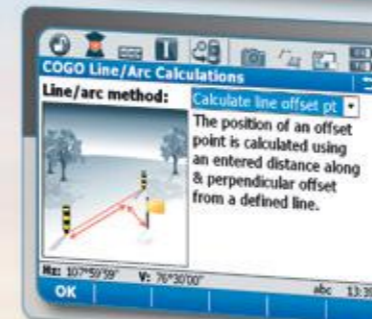 COGO Line/Arc Calculations
Line/arc method:
Calculate line offset pt
The position of an offset
point is calculated using
an entered distance along
& perpendicular offset
from a defined line.
Hz: 107°59'59" V: 76°30'00"
abc 13:39
OK